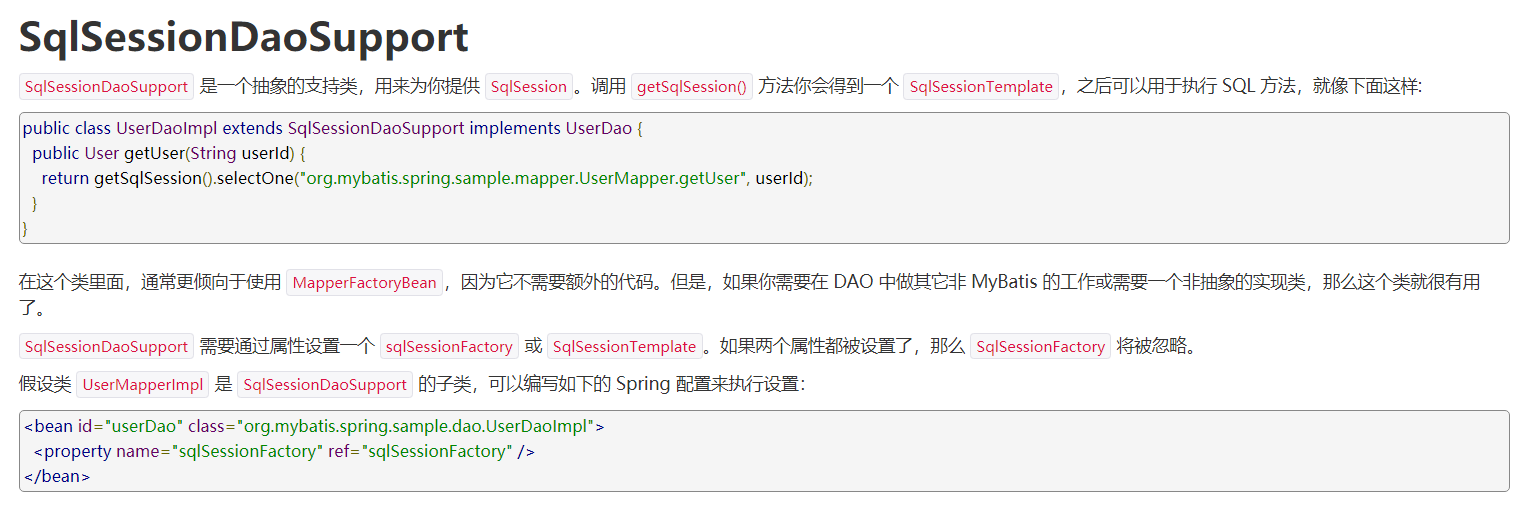 SqlSessionDaoSupport
SqlSessionDaoSupport 是一个抽象的支持类，用来为你提供 SqlSession。调用 getSqlSession() 方法你会得到一个 SqlSessionTemplate，之后可以用于执行 SQL 方法，就像下面这样:
public class UserDaoImpl extends SqlSessionDaoSupport implements UserDao {
  public User getUser(String userId) {
    return getSqlSession().selectOne("org.mybatis.spring.sample.mapper.UserMapper.getUser", userId);
  }
}
在这个类里面，通常更倾向于使用 MapperFactoryBean，因为它不需要额外的代码。但是，如果你需要在 DAO 中做其它非 MyBatis 的工作或需要一个非抽象的实现类，那么这个类就很有用
了。
SqlSessionDaoSupport 需要通过属性设置一个 sqlSessionFactory 或 SqlSessionTemplate。如果两个属性都被设置了，那么 SqlSessionFactory 将被忽略。
假设类 UserMapperImpl 是 SqlSessionDaoSupport 的子类，可以编写如下的 Spring 配置来执行设置：
<bean id="userDao" class="org.mybatis.spring.sample.dao.UserDaoImpl">
  <property name="sqlSessionFactory" ref="sqlSessionFactory" />
</bean>